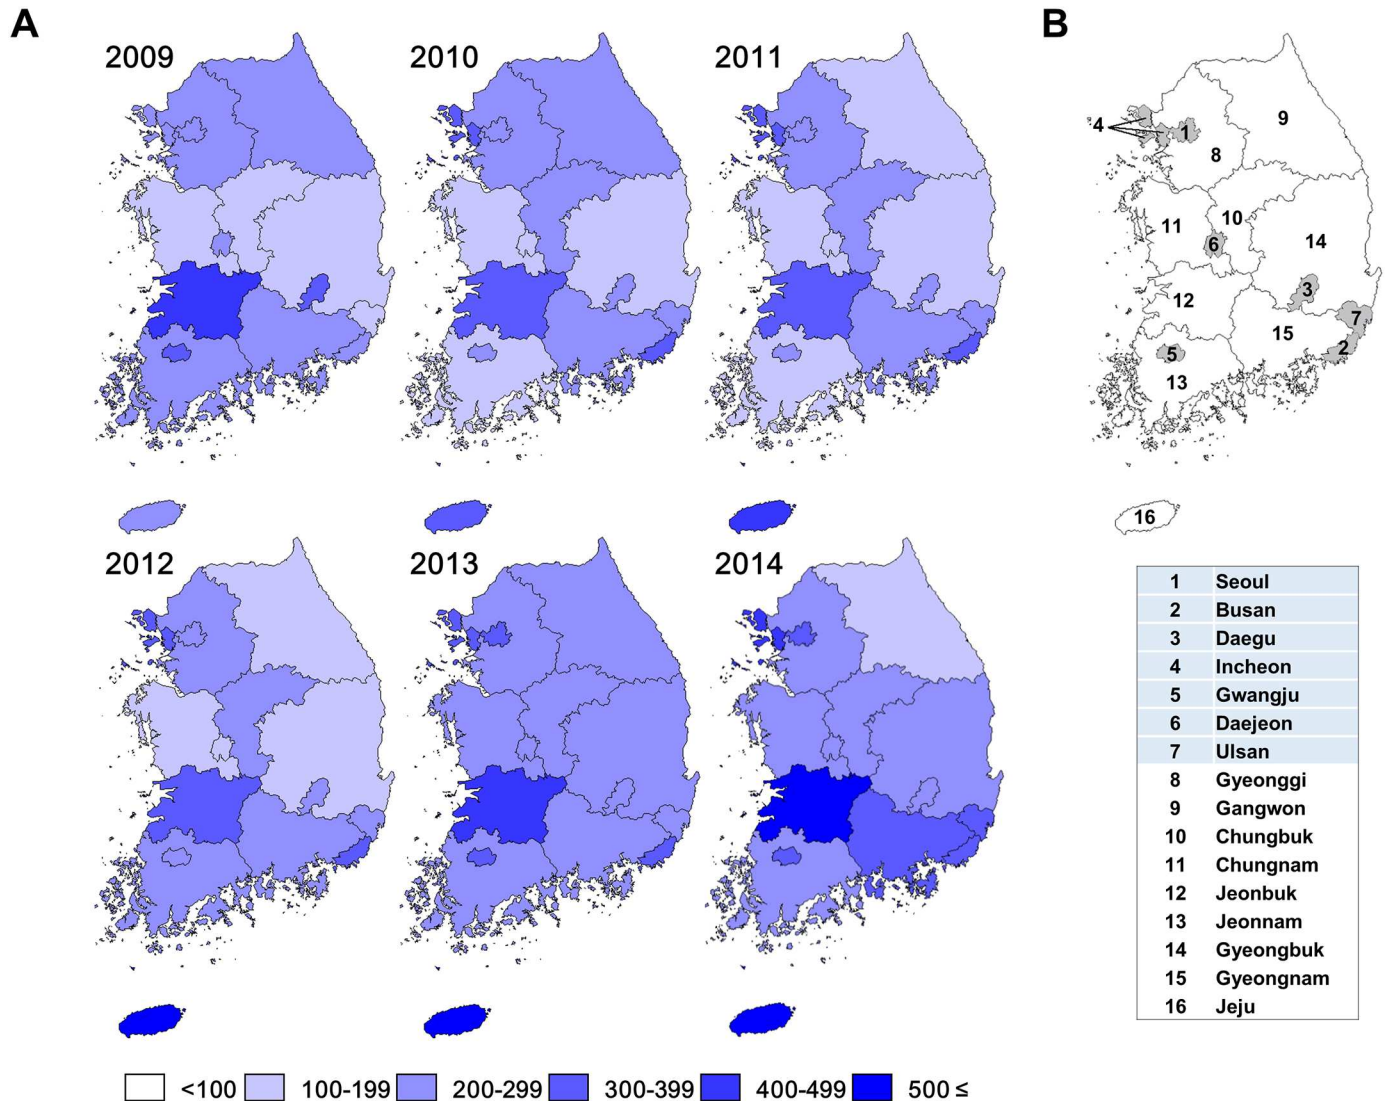 A
B
2009
2010
2011
4
1
9
8
11
10
6
14
12
3
7
15
2
5
13
16
2012
2013
2014
1 Seoul
2 Busan
3 Daegu
4 Incheon
5 Gwangju
6 Daejeon
7 Ulsan
8 Gyeonggi
9 Gangwon
10 Chungbuk
11 Chungnam
12 Jeonbuk
13 Jeonnam
14 Gyeongbuk
15 Gyeongnam
16 Jeju
<100 100-199 200-299 300-399 400-499 500 ≤